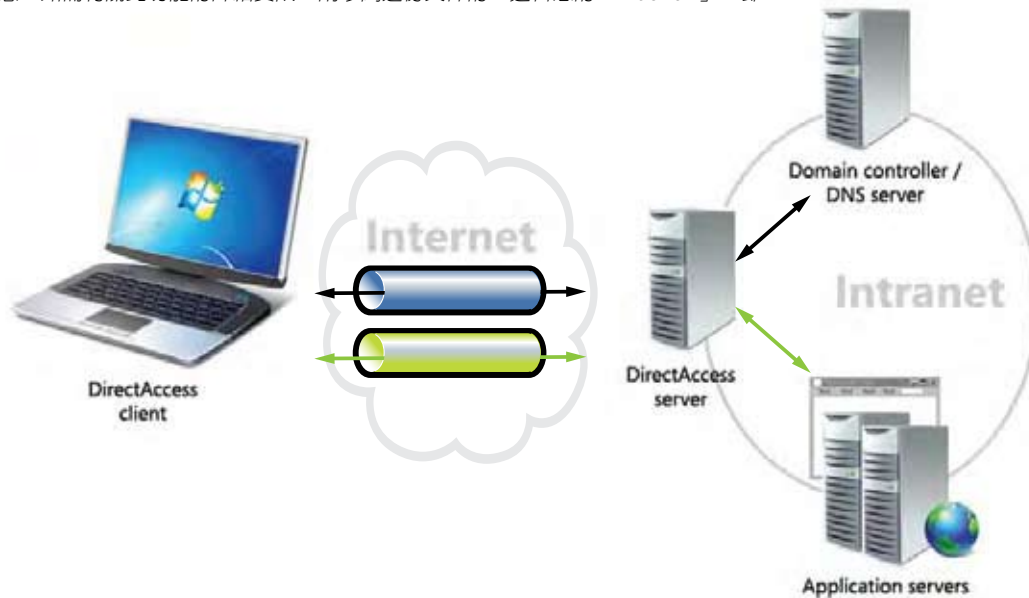 Internet
Domain controller /
DNS server
Intranet
DirectAccess
client
DirectAccess
server
Application servers